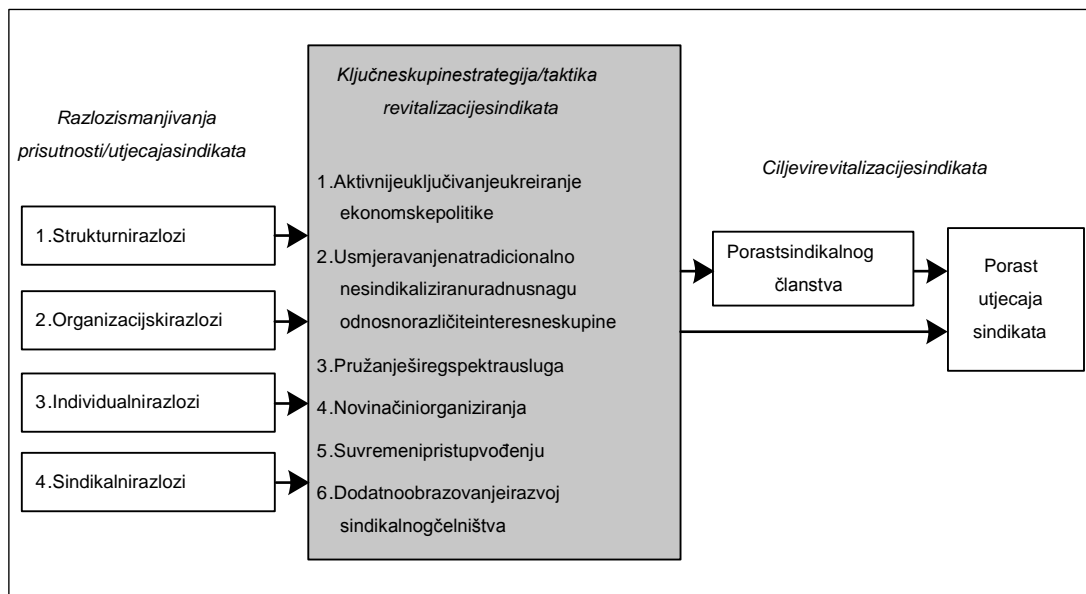 Razlozismanjivanja
prisutnosti/utjecajasindikata
1.Strukturnirazlozi
2.Organizacijskirazlozi
3.Individualnirazlozi
4.Sindikalnirazlozi
Ključneskupinestrategija/taktika
revitalizacijesindikata
1.Aktivnijeuključivanjeukreiranje
ekonomskepolitike
2.Usmjeravanjenatradicionalno
nesindikaliziranuradnusnagu
odnosnorazličiteinteresneskupine
3.Pružanješiregspektrausluga
4.Novinačiniorganiziranja
5.Suvremenipristupvođenju
6.Dodatnoobrazovanjeirazvoj
sindikalnogčelništva
Ciljevirevitalizacijesindikata
Porastsindikalnog
članstva
Porast
utjecaja
sindikata